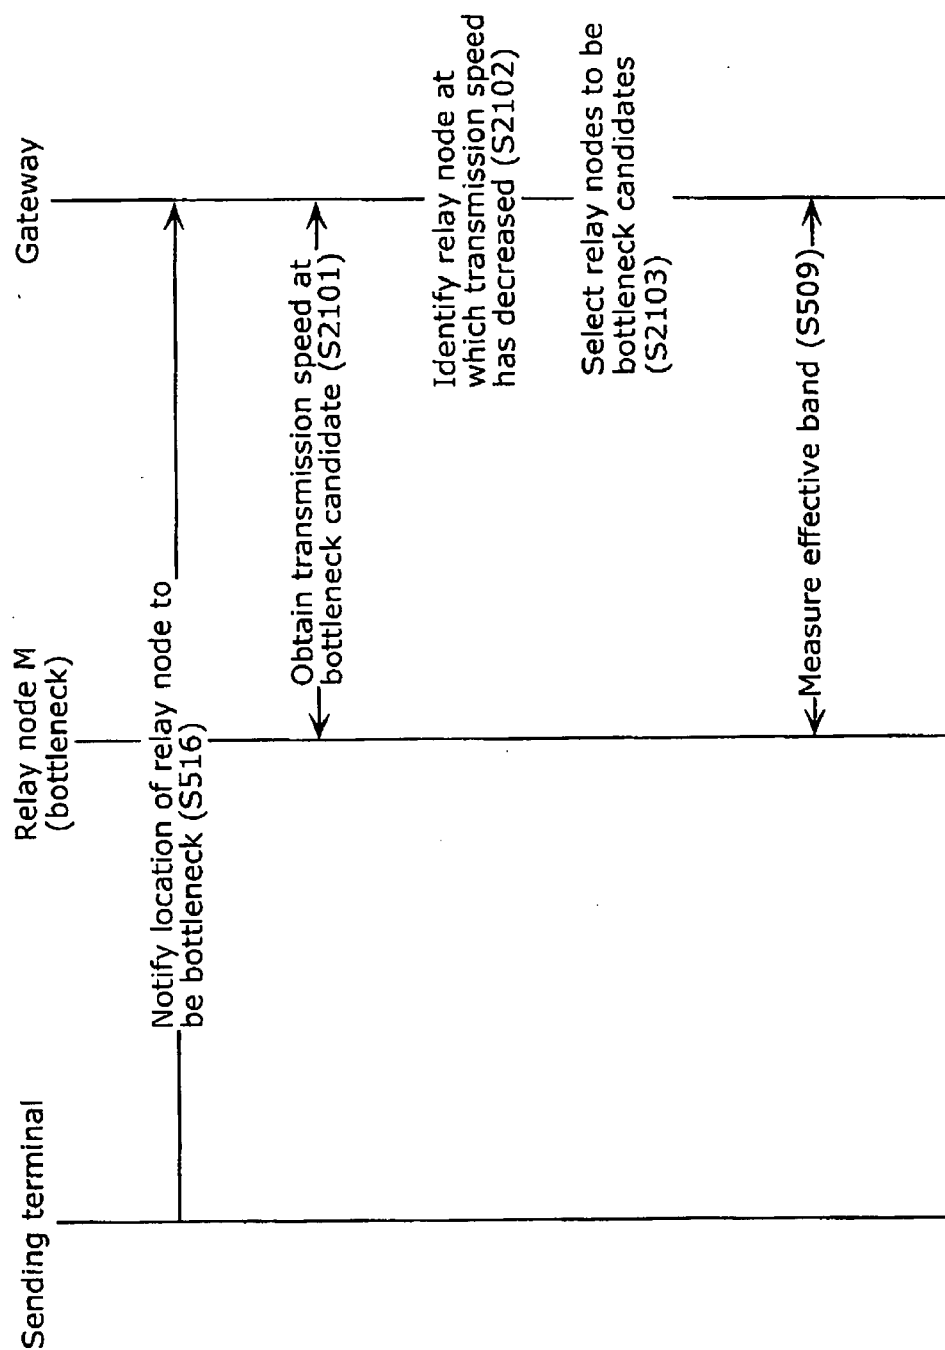 Sending terminal
Relay node M
(bottleneck)
Gateway
Notify location of relay node to
be bottleneck (S516)
Obtain transmission speed at
bottleneck candidate (S2101)
Identify relay node at
which transmission speed
has decreased (S2102)
Select relay nodes to be
bottleneck candidates
(S2103)
Measure effective band (S509)